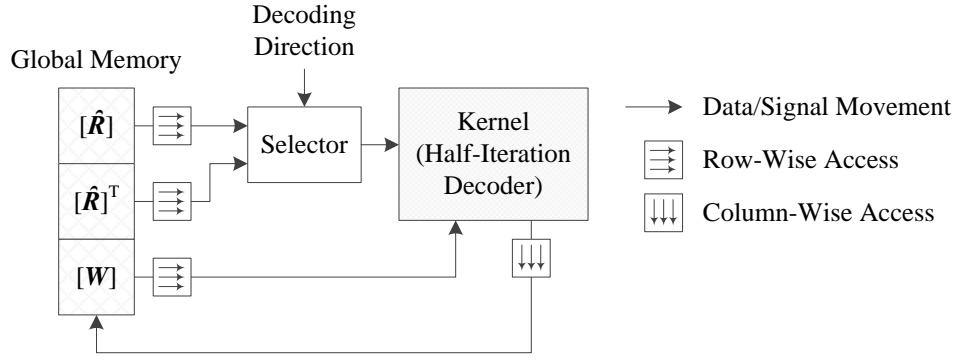 Decoding
Direction
Global Memory
[R̂]
[R̂]ᵀ
[W]
Selector
Kernel
(Half-Iteration
Decoder)
Data/Signal Movement
Row-Wise Access
Column-Wise Access